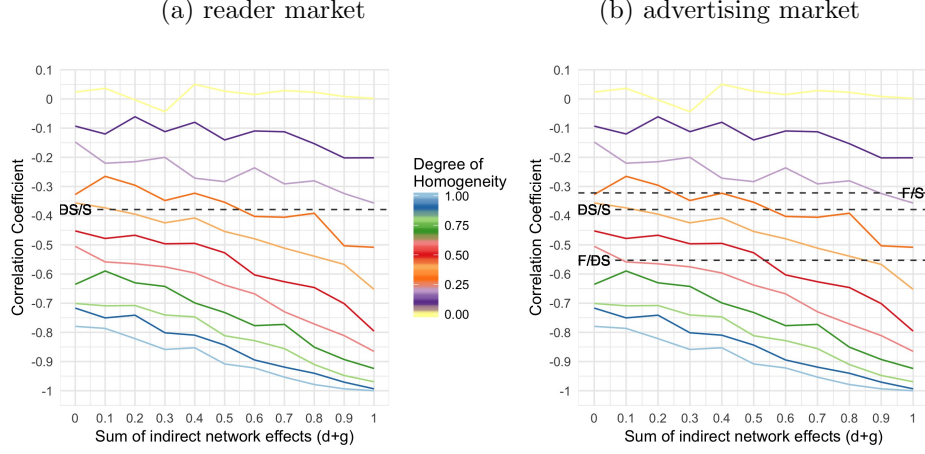 (a) reader market
(b) advertising market
0.1
0
-0.1
-0.2
-0.3
-0.4
-0.5
-0.6
-0.7
-0.8
-0.9
-1
Correlation Coefficient
DS/S
0 0.1 0.2 0.3 0.4 0.5 0.6 0.7 0.8 0.9 1
Sum of indirect network effects (d+g)
Degree of
Homogeneity
1.00
0.75
0.50
0.25
0.00
0.1
0
-0.1
-0.2
-0.3
-0.4
-0.5
-0.6
-0.7
-0.8
-0.9
-1
Correlation Coefficient
F/S
DS/S
F/DS
0 0.1 0.2 0.3 0.4 0.5 0.6 0.7 0.8 0.9 1
Sum of indirect network effects (d+g)